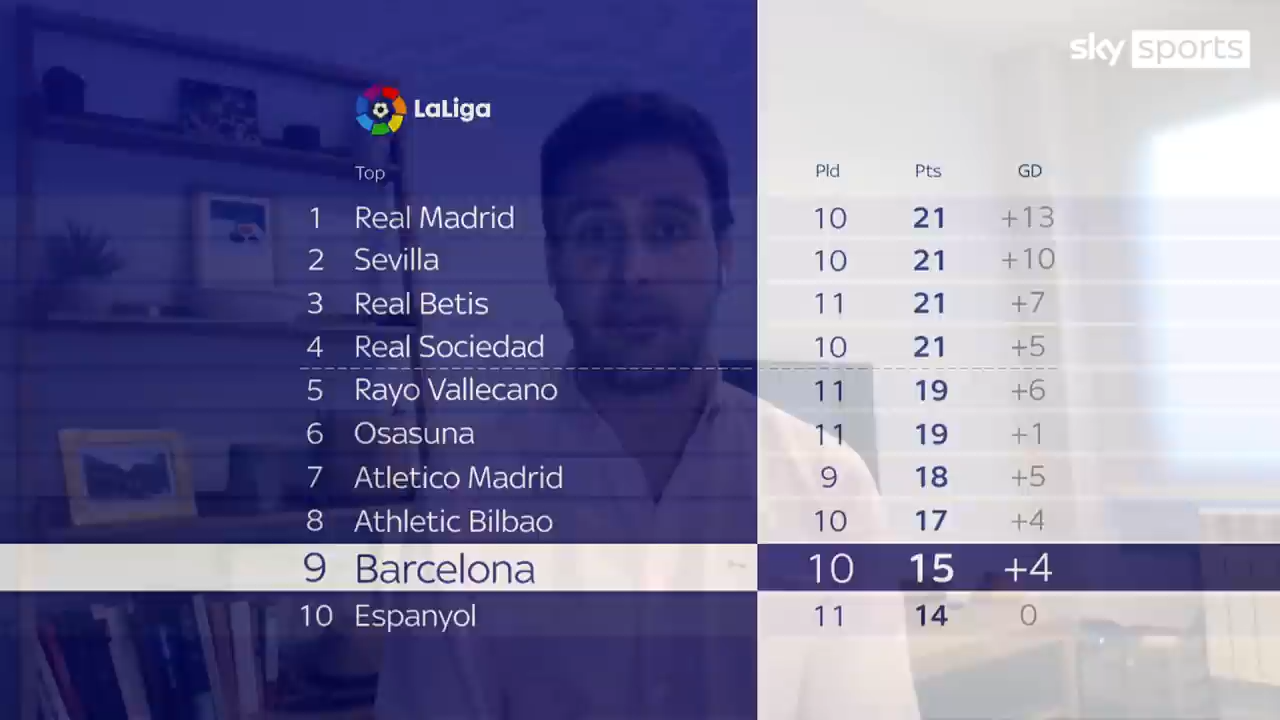 sky sports
LaLiga
Top Pld Pts GD
1 Real Madrid 10 21 +13
2 Sevilla 10 21 +10
3 Real Betis 11 21 +7
4 Real Sociedad 10 21 +5
5 Rayo Vallecano 11 19 +6
6 Osasuna 11 19 +1
7 Atletico Madrid 9 18 +5
8 Athletic Bilbao 10 17 +4
9 Barcelona 10 15 +4
10 Espanyol 11 14 0